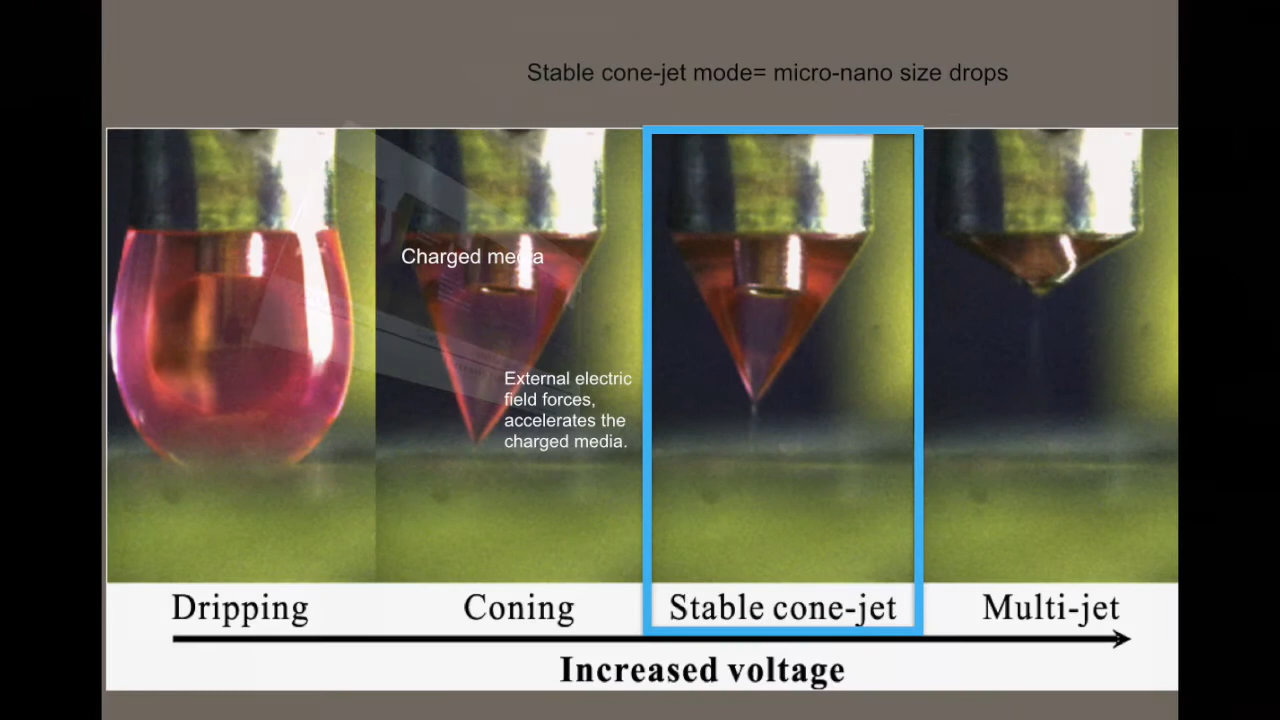 Stable cone-jet mode= micro-nano size drops
Charged media
External electric
field forces,
accelerates the
charged media.
Dripping
Coning
Stable cone-jet
Multi-jet
Increased voltage